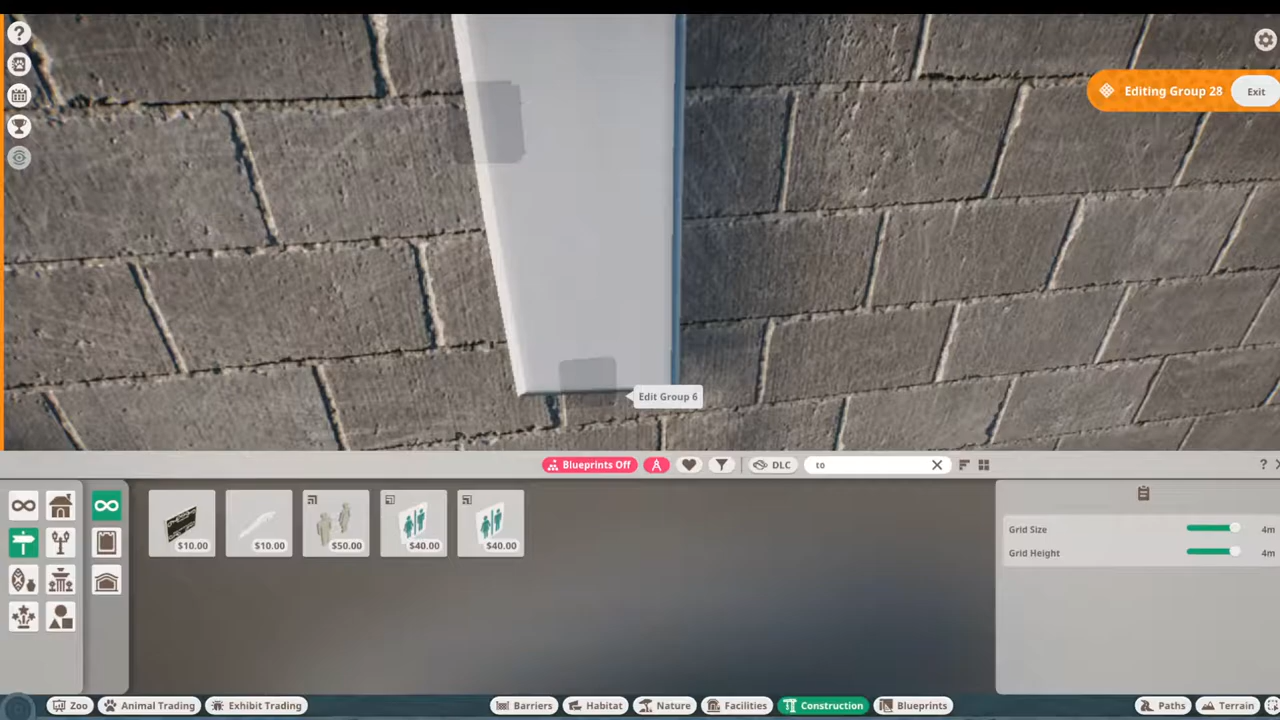 ?
Editing Group 28
Exit
Edit Group 6
Blueprints Off
DLC
to
?
$10.00
$10.00
$50.00
$40.00
$40.00
Grid Size
4m
Grid Height
4m
Zoo
Animal Trading
Exhibit Trading
Barriers
Habitat
Nature
Facilities
Construction
Blueprints
Paths
Terrain